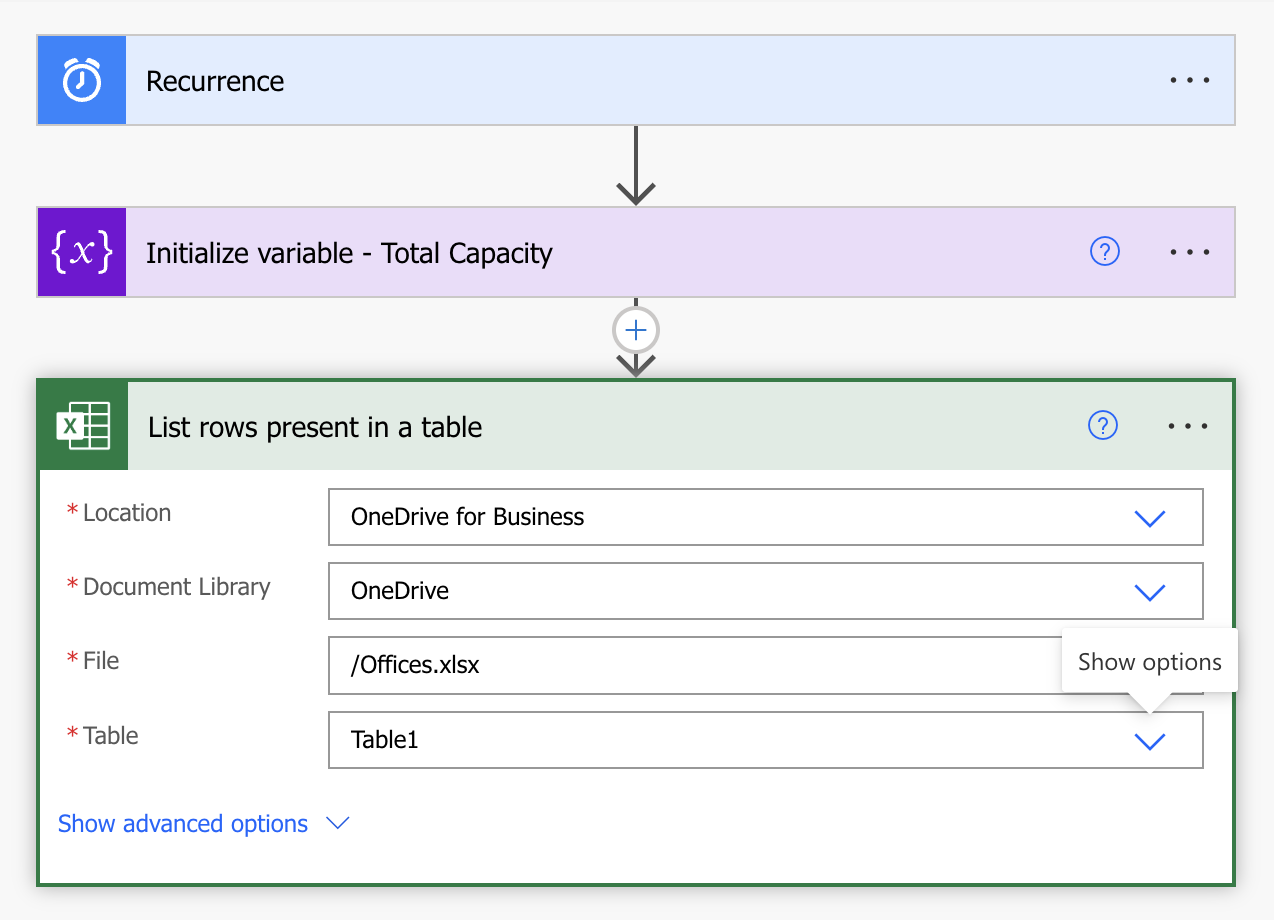 Recurrence
{x} Initialize variable - Total Capacity ?
X List rows present in a table ?
* Location OneDrive for Business
* Document Library OneDrive
* File /Offices.xlsx
Show options
* Table Table1
Show advanced options